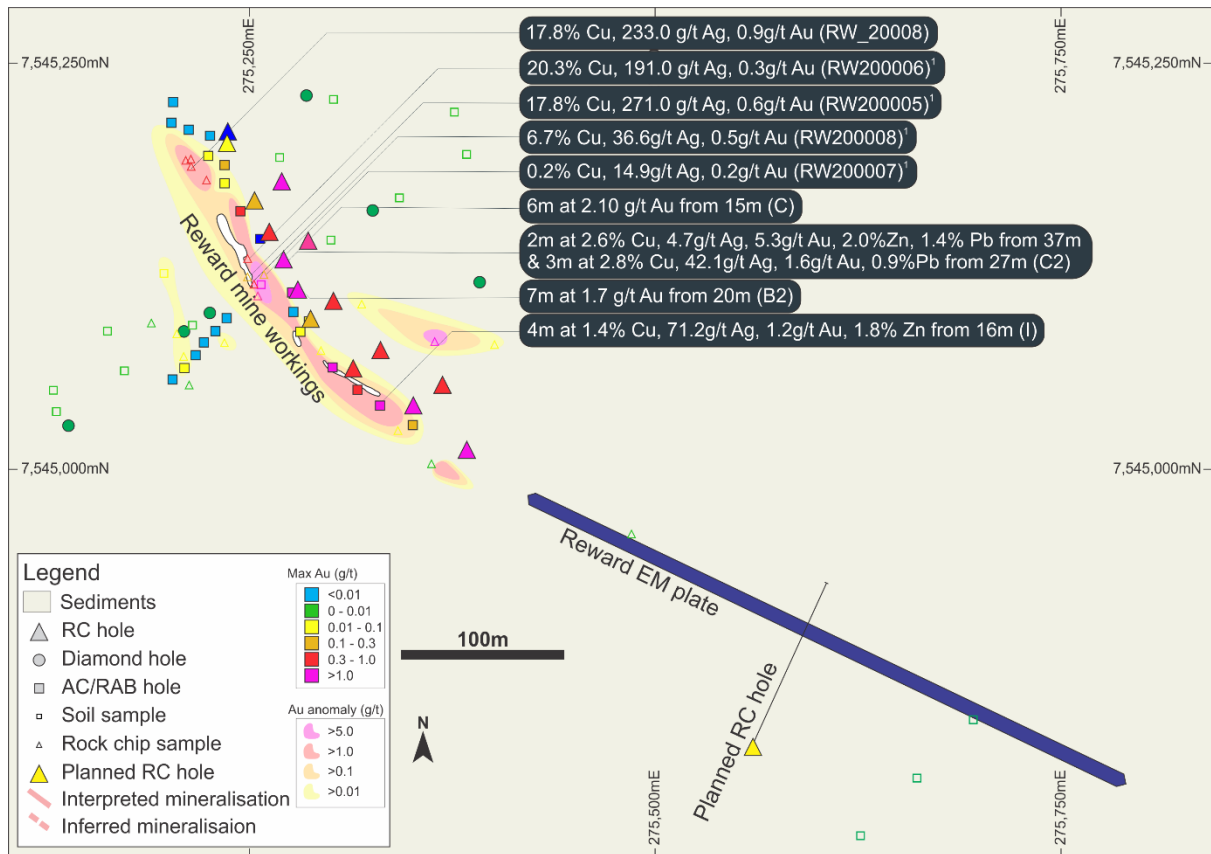 275,250mE
275,750mE
7,545,250mN
7,545,250mN
17.8% Cu, 233.0 g/t Ag, 0.9g/t Au (RW_20008)
20.3% Cu, 191.0 g/t Ag, 0.3g/t Au (RW200006)¹
17.8% Cu, 271.0 g/t Ag, 0.6g/t Au (RW200005)¹
6.7% Cu, 36.6g/t Ag, 0.5g/t Au (RW200008)¹
0.2% Cu, 14.9g/t Ag, 0.2g/t Au (RW200007)¹
6m at 2.10 g/t Au from 15m (C)
2m at 2.6% Cu, 4.7g/t Ag, 5.3g/t Au, 2.0%Zn, 1.4% Pb from 37m
& 3m at 2.8% Cu, 42.1g/t Ag, 1.6g/t Au, 0.9%Pb from 27m (C2)
7m at 1.7 g/t Au from 20m (B2)
4m at 1.4% Cu, 71.2g/t Ag, 1.2g/t Au, 1.8% Zn from 16m (I)
Reward mine workings
7,545,000mN
7,545,000mN
Reward EM plate
Planned RC hole
100m
N
275,500mE
275,750mE
Legend
Sediments
RC hole
Diamond hole
AC/RAB hole
Soil sample
Rock chip sample
Planned RC hole
Interpreted mineralisation
Inferred mineralisaion
Max Au (g/t)
<0.01
0 - 0.01
0.01 - 0.1
0.1 - 0.3
0.3 - 1.0
>1.0
Au anomaly (g/t)
>5.0
>1.0
>0.1
>0.01